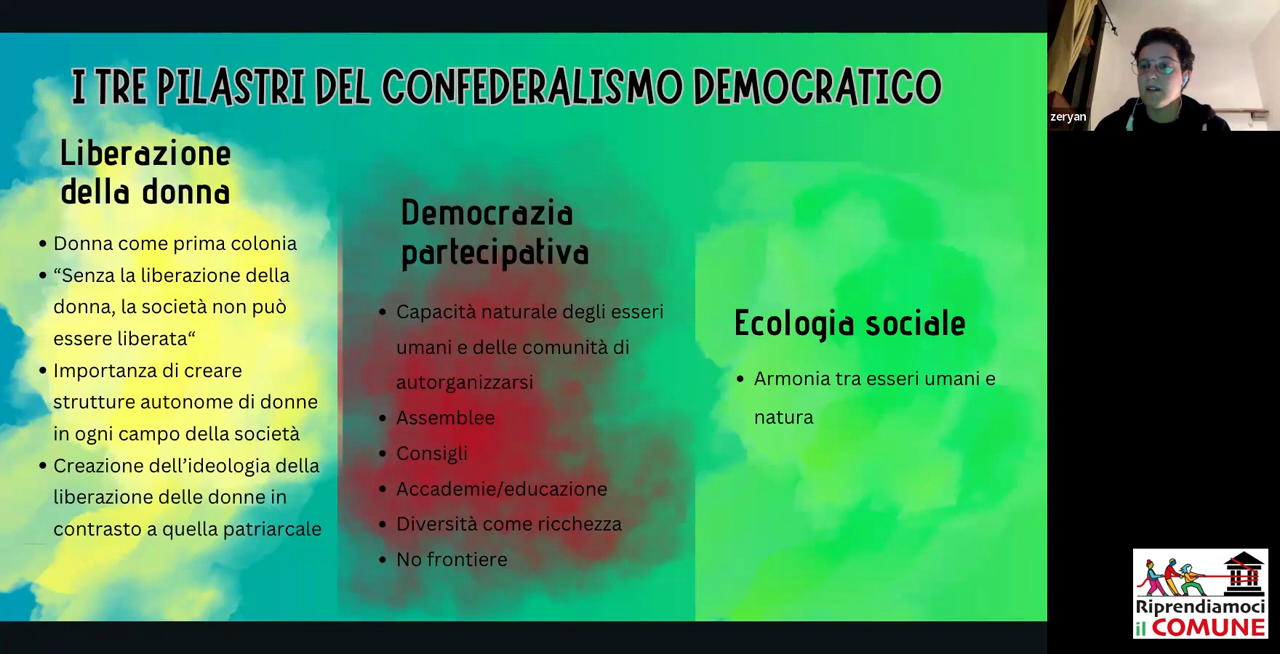 I TRE PILASTRI DEL CONFEDERALISMO DEMOCRATICO
Liberazione
della donna
• Donna come prima colonia
• “Senza la liberazione della
donna, la società non può
essere liberata“
• Importanza di creare
strutture autonome di donne
in ogni campo della società
• Creazione dell’ideologia della
liberazione delle donne in
contrasto a quella patriarcale
Democrazia
partecipativa
• Capacità naturale degli esseri
umani e delle comunità di
autorganizzarsi
• Assemblee
• Consigli
• Accademie/educazione
• Diversità come ricchezza
• No frontiere
Ecologia sociale
• Armonia tra esseri umani e
natura
zeryan
Riprendiamoci
il COMUNE